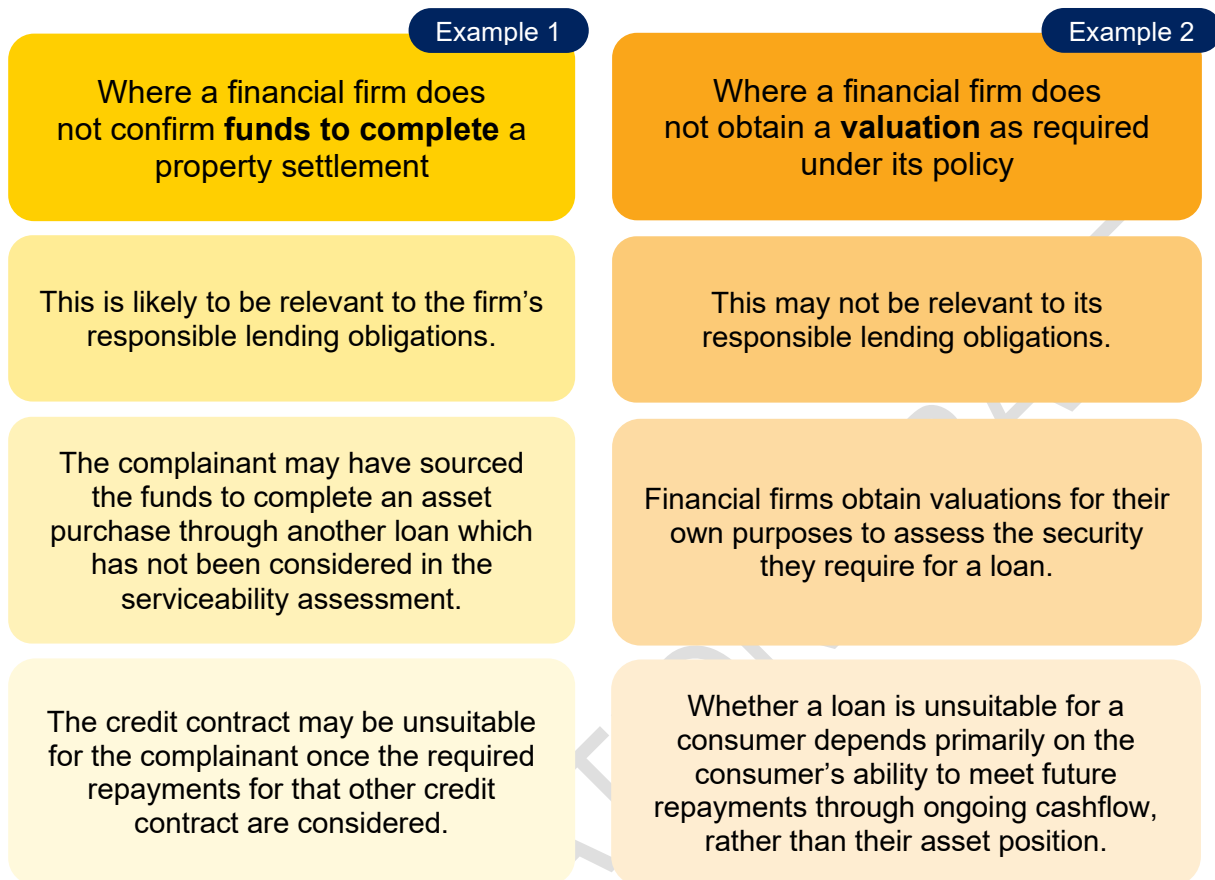 Example 1
Where a financial firm does
not confirm funds to complete a
property settlement
This is likely to be relevant to the firm's
responsible lending obligations.
The complainant may have sourced
the funds to complete an asset
purchase through another loan which
has not been considered in the
serviceability assessment.
The credit contract may be unsuitable
for the complainant once the required
repayments for that other credit
contract are considered.
Example 2
Where a financial firm does
not obtain a valuation as required
under its policy
This may not be relevant to its
responsible lending obligations.
Financial firms obtain valuations for their
own purposes to assess the security
they require for a loan.
Whether a loan is unsuitable for a
consumer depends primarily on the
consumer's ability to meet future
repayments through ongoing cashflow,
rather than their asset position.